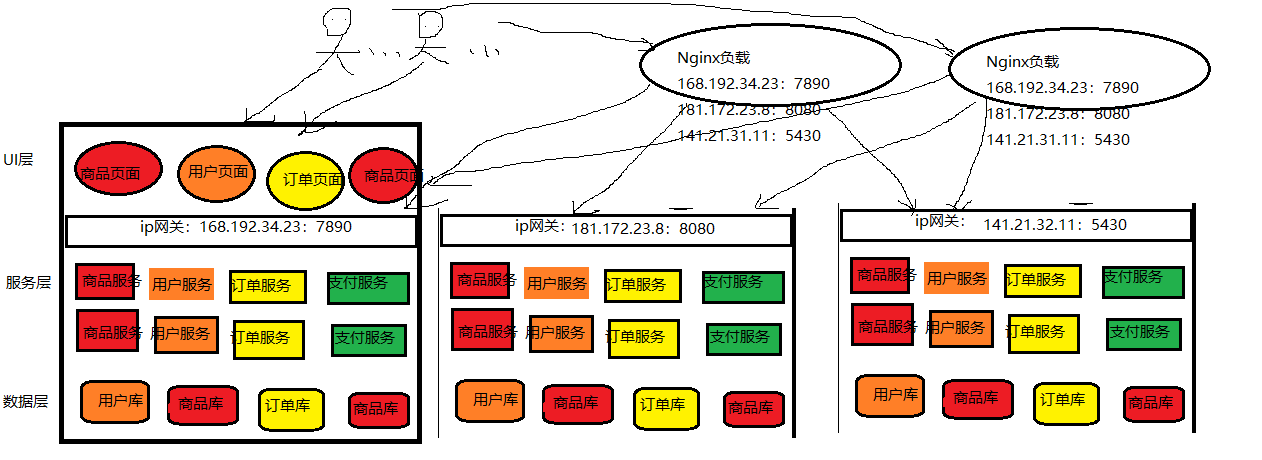 Nginx负载
168.192.34.23：7890
181.172.23.8：8080
141.21.31.11：5430
Nginx负载
168.192.34.23：7890
181.172.23.8：8080
141.21.31.11：5430
UI层
商品页面 用户页面 订单页面 商品页面
ip网关：168.192.34.23：7890
ip网关：181.172.23.8：8080
ip网关：141.21.32.11：5430
服务层
商品服务 用户服务 订单服务 支付服务
商品服务 用户服务 订单服务 支付服务
商品服务 用户服务 订单服务 支付服务
商品服务 用户服务 订单服务 支付服务
商品服务 用户服务 订单服务 支付服务
商品服务 用户服务 订单服务 支付服务
数据层
用户库 商品库 订单库 商品库
用户库 商品库 订单库 商品库
用户库 商品库 订单库 商品库